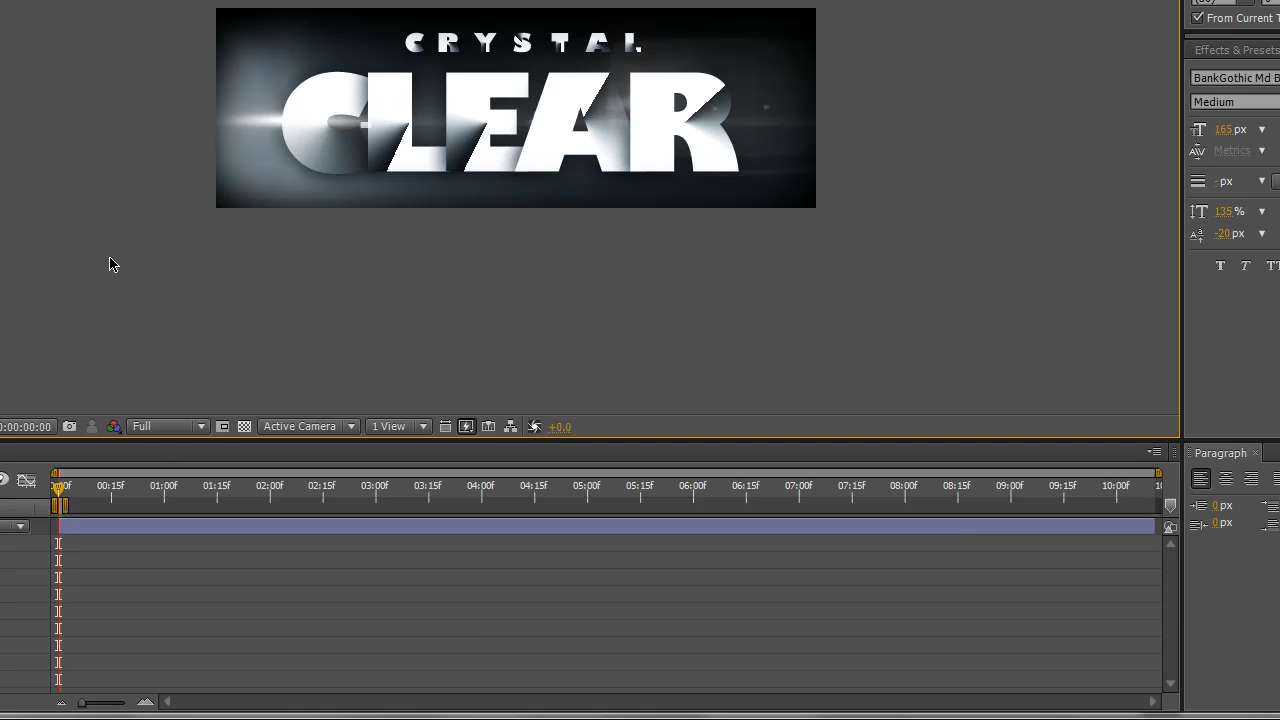 CRYSTAL
CLEAR
From Current T
Effects & Presets
BankGothic Md B
Medium
165 px
Metrics
- px
135 %
-20 px
T T TT
0:00:00:00
Full
Active Camera
1 View
+0.0
Paragraph
00f 00:15f 01:00f 01:15f 02:00f 02:15f 03:00f 03:15f 04:00f 04:15f 05:00f 05:15f 06:00f 06:15f 07:00f 07:15f 08:00f 08:15f 09:00f 09:15f 10:00f 10
0 px
0 px